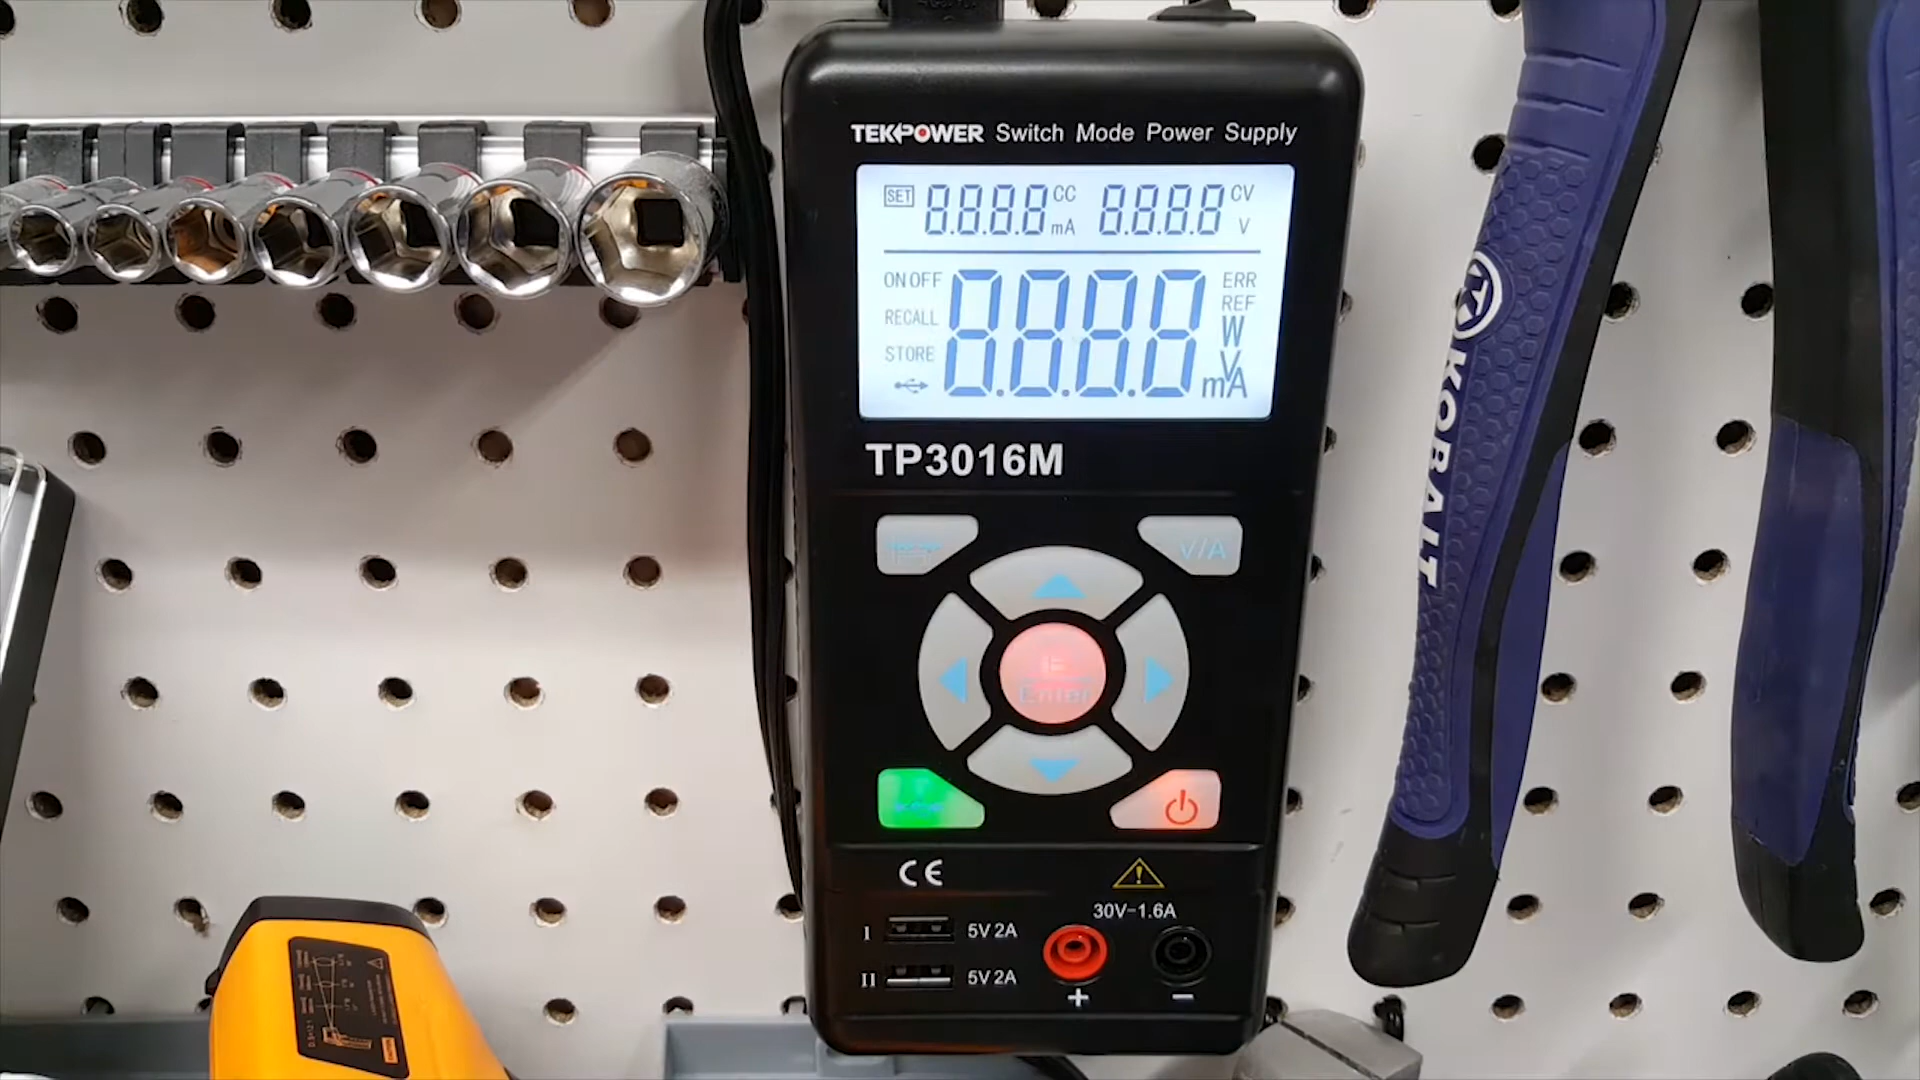 TEKPOWER Switch Mode Power Supply
SET 8.8.8.8 CC mA 8.8.8.8 CV V
ON OFF 8.8.8.8 ERR
REF
RECALL W
STORE V
mA
TP3016M
V/A
Enter
CE
30V-1.6A
I 5V 2A
II 5V 2A
+ −
KOBALT